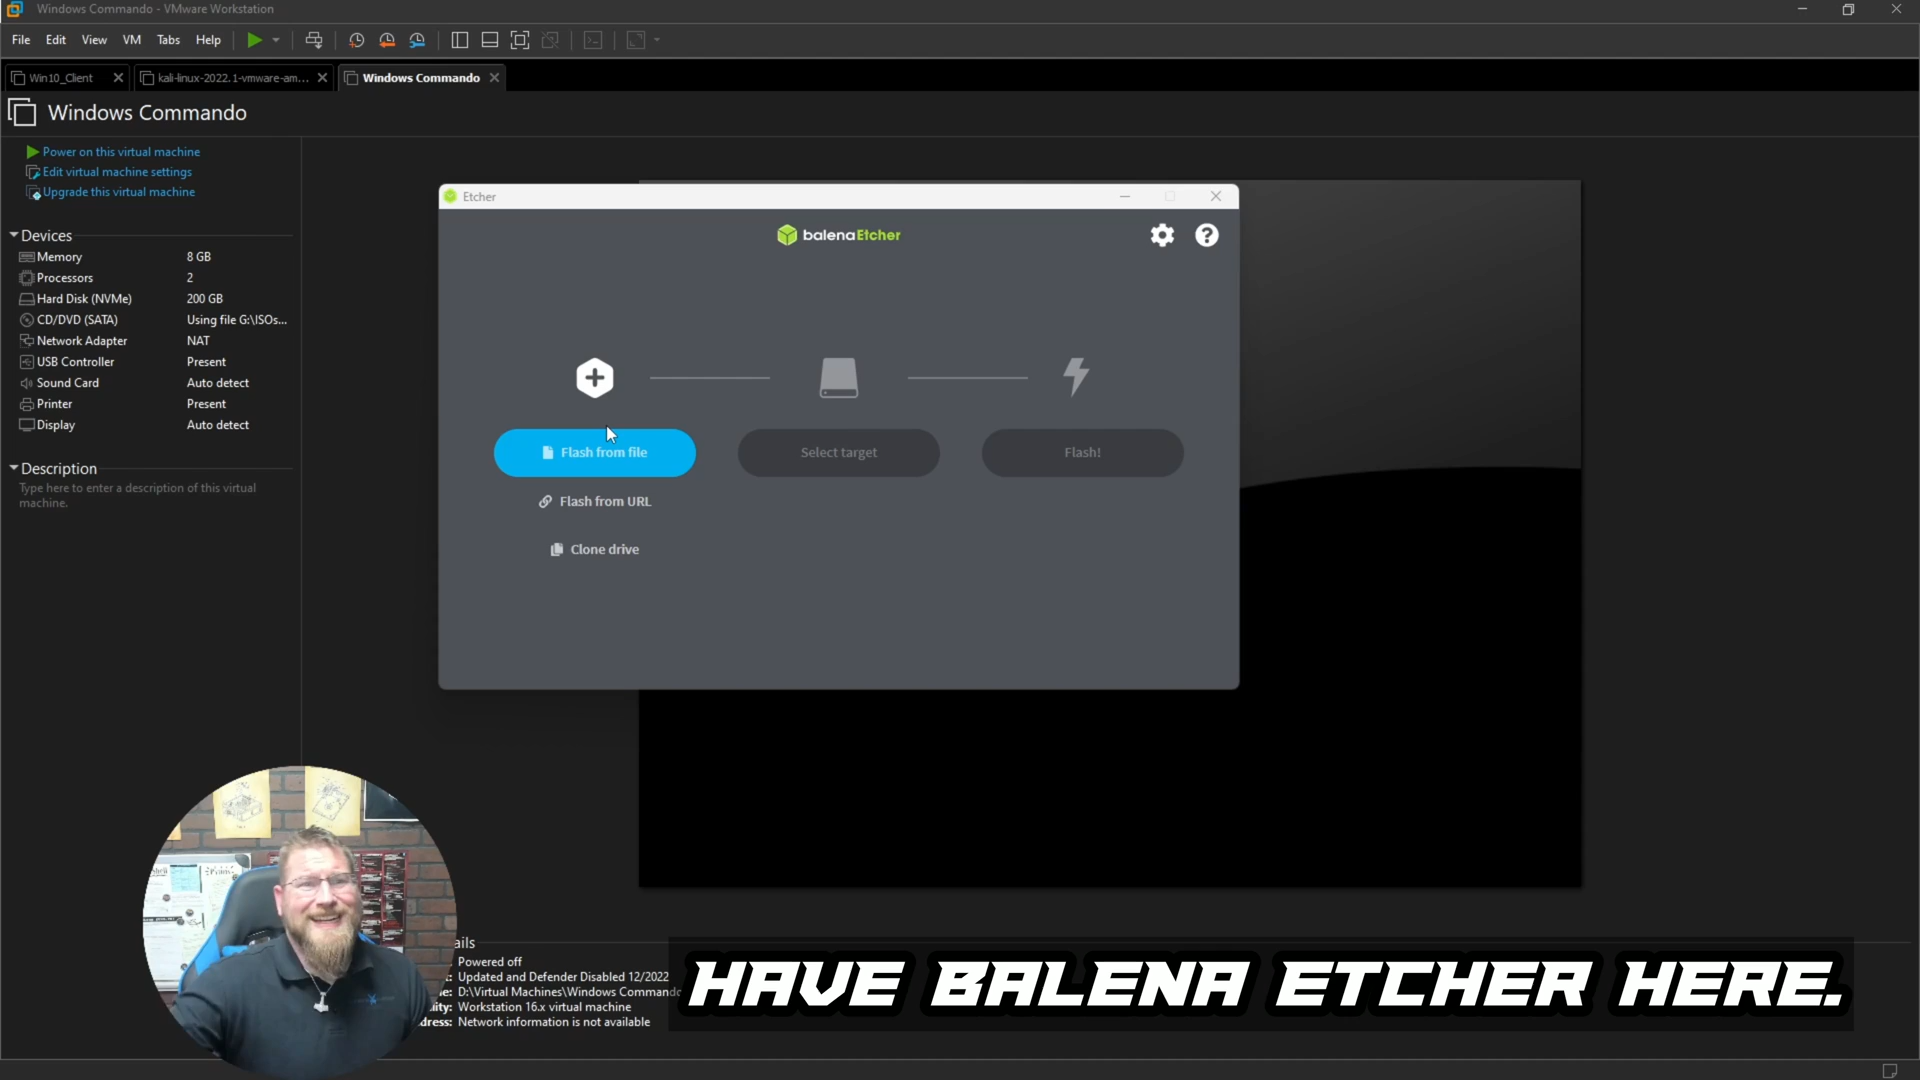 Windows Commando - VMware Workstation
File Edit View VM Tabs Help
Win10_Client kali-linux-2022.1-vmware-am... Windows Commando
Windows Commando
Power on this virtual machine
Edit virtual machine settings
Upgrade this virtual machine
Devices
Memory 8 GB
Processors 2
Hard Disk (NVMe) 200 GB
CD/DVD (SATA) Using file G:\ISOs...
Network Adapter NAT
USB Controller Present
Sound Card Auto detect
Printer Present
Display Auto detect
Description
Type here to enter a description of this virtual
machine.
Etcher
balenaEtcher
Flash from file
Select target
Flash!
Flash from URL
Clone drive
ails
Powered off
: Updated and Defender Disabled 12/2022
le: D:\Virtual Machines\Windows Commando
ility: Workstation 16.x virtual machine
dress: Network information is not available
HAVE BALENA ETCHER HERE.